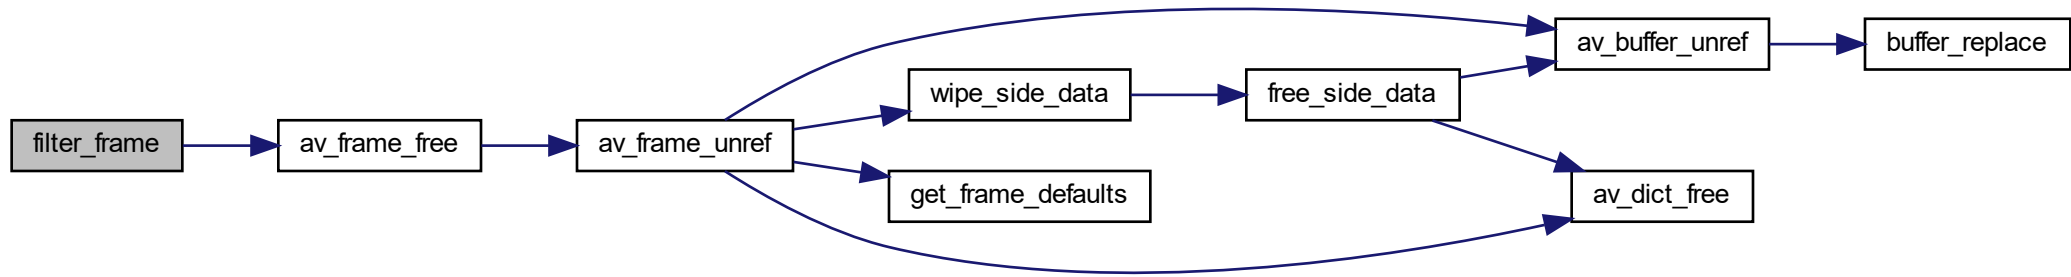 filter_frame
av_frame_free
av_frame_unref
wipe_side_data
get_frame_defaults
free_side_data
av_buffer_unref
av_dict_free
buffer_replace